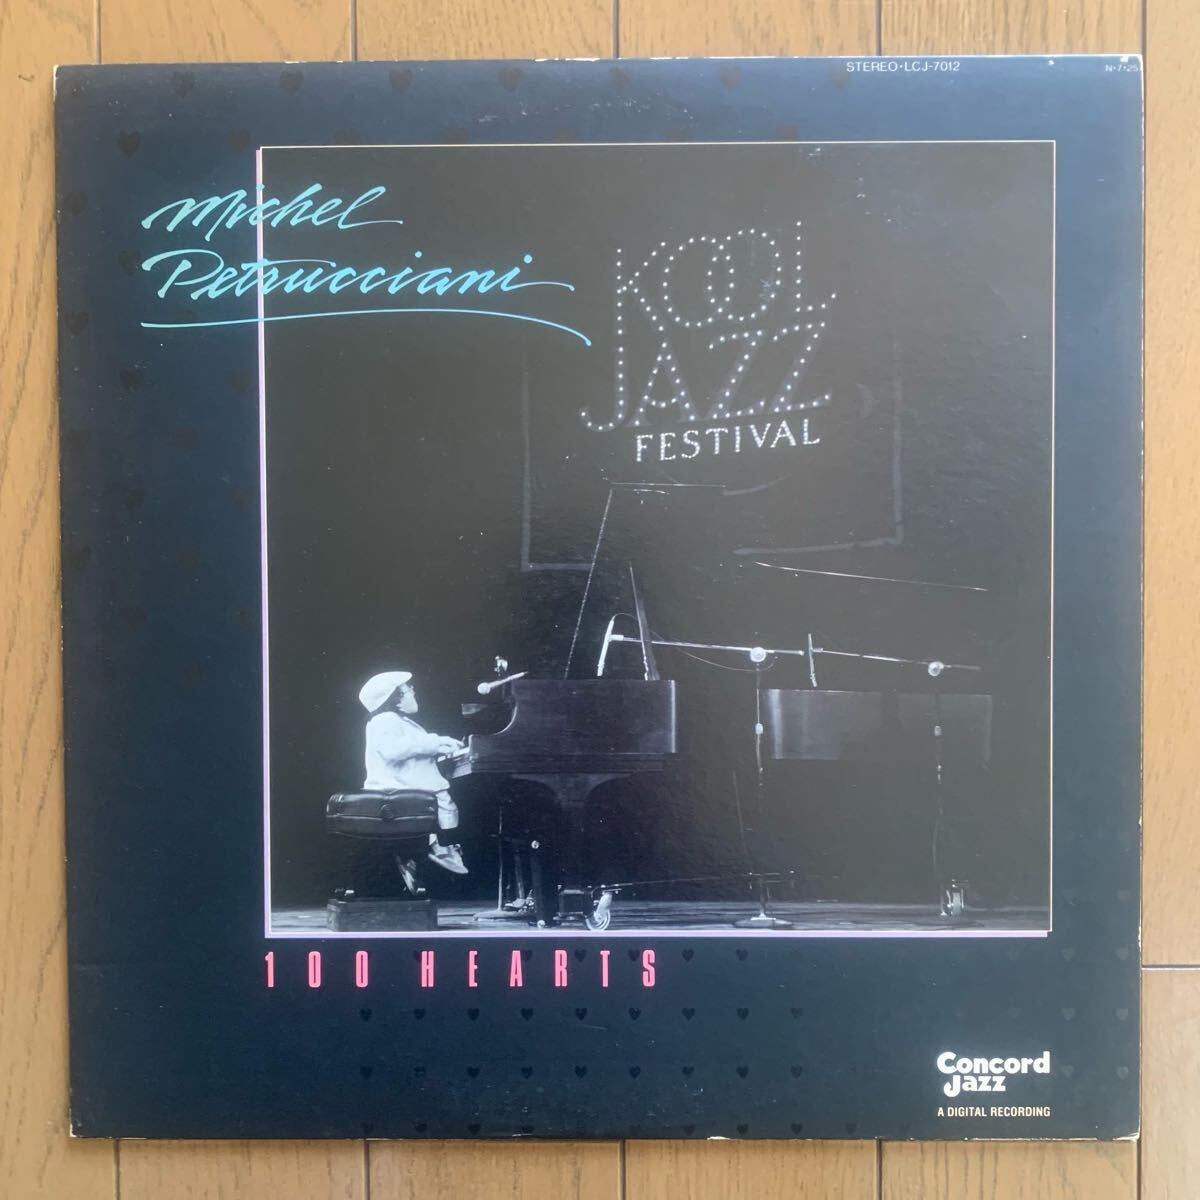 STEREO•LCJ-7012
N•7•25
Michel
Petrucciani
KOOL
JAZZ
FESTIVAL
100 HEARTS
Concord
Jazz
A DIGITAL RECORDING